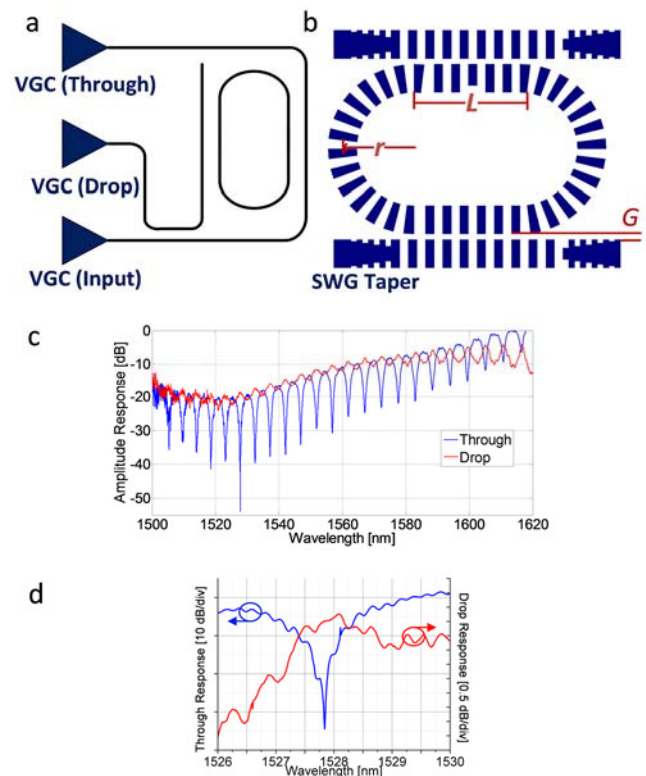 a
VGC (Through)
VGC (Drop)
VGC (Input)
b
L
r
G
SWG Taper
c
Amplitude Response [dB]
0
-10
-20
-30
-40
-50
Through
Drop
1500 1520 1540 1560 1580 1600 1620
Wavelength [nm]
d
Through Response [10 dB/div]
Drop Response [0.5 dB/div]
1526 1527 1528 1529 1530
Wavelength [nm]